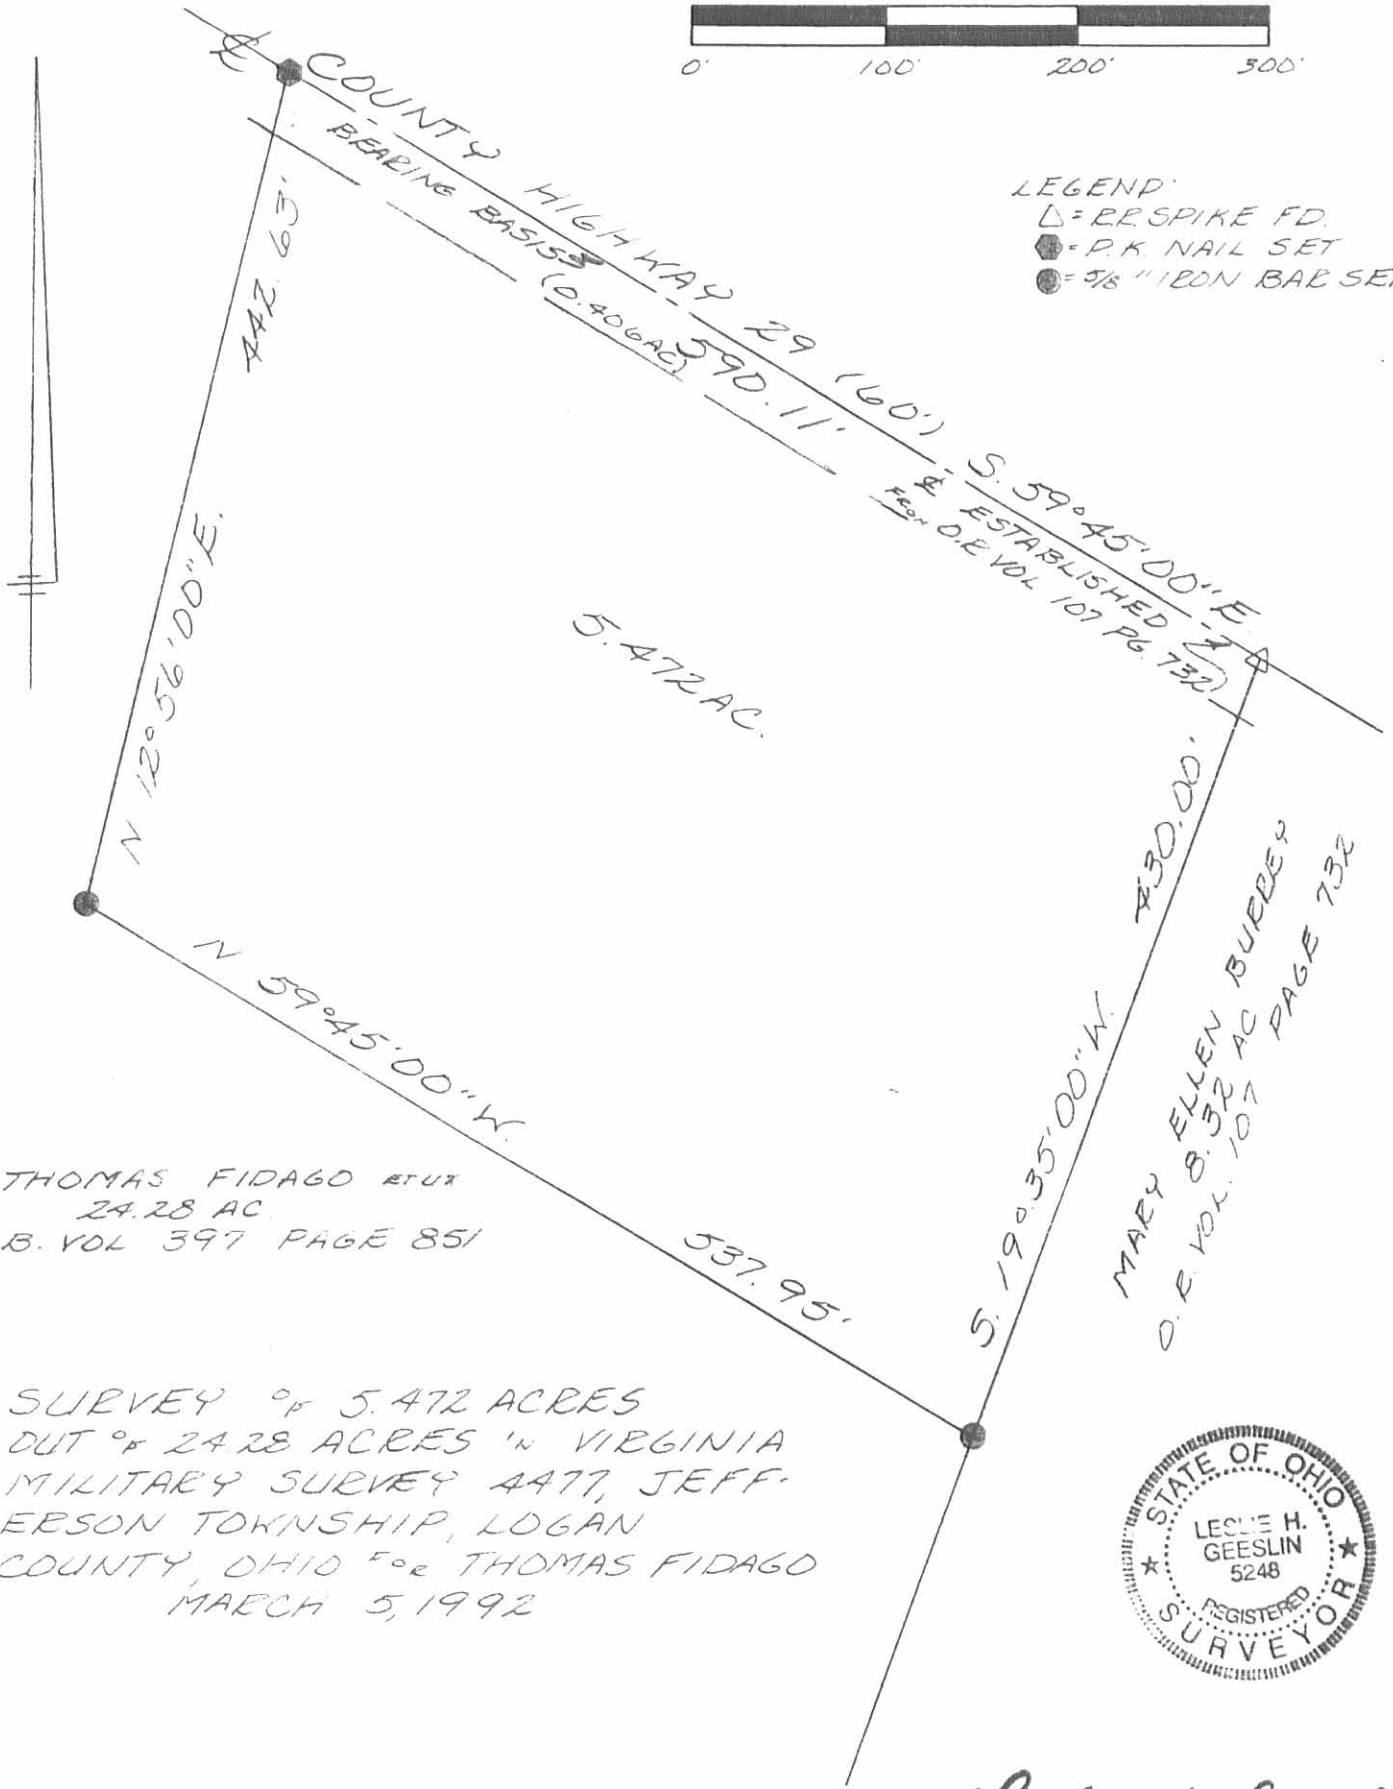 0' 100' 200' 300'
LEGEND
△ = R.R. SPIKE FD.
= P.K. NAIL SET
= 5/8" IRON BAR SET
℄ COUNTY HIGHWAY 29 (60') S. 59°45'00" E.
BEARING BASIS
(0.406 AC)
590.11'
℄ ESTABLISHED
FROM O.R. VOL 107 PG. 732
442.63'
N 12°56'00" E.
5.472 AC.
430.00'
S. 19°35'00" W.
MARY ELLEN BURREY
8.32 AC
O.R. VOL. 107 PAGE 732
N 59°45'00" W.
537.95'
THOMAS FIDAGO ET UX
24.28 AC.
B. VOL 397 PAGE 851
SURVEY OF 5.472 ACRES
OUT OF 24.28 ACRES IN VIRGINIA
MILITARY SURVEY 4477, JEFF-
ERSON TOWNSHIP, LOGAN
COUNTY, OHIO FOR THOMAS FIDAGO
MARCH 5, 1992
STATE OF OHIO
LESLIE H.
GEESLIN
5248
REGISTERED
SURVEYOR